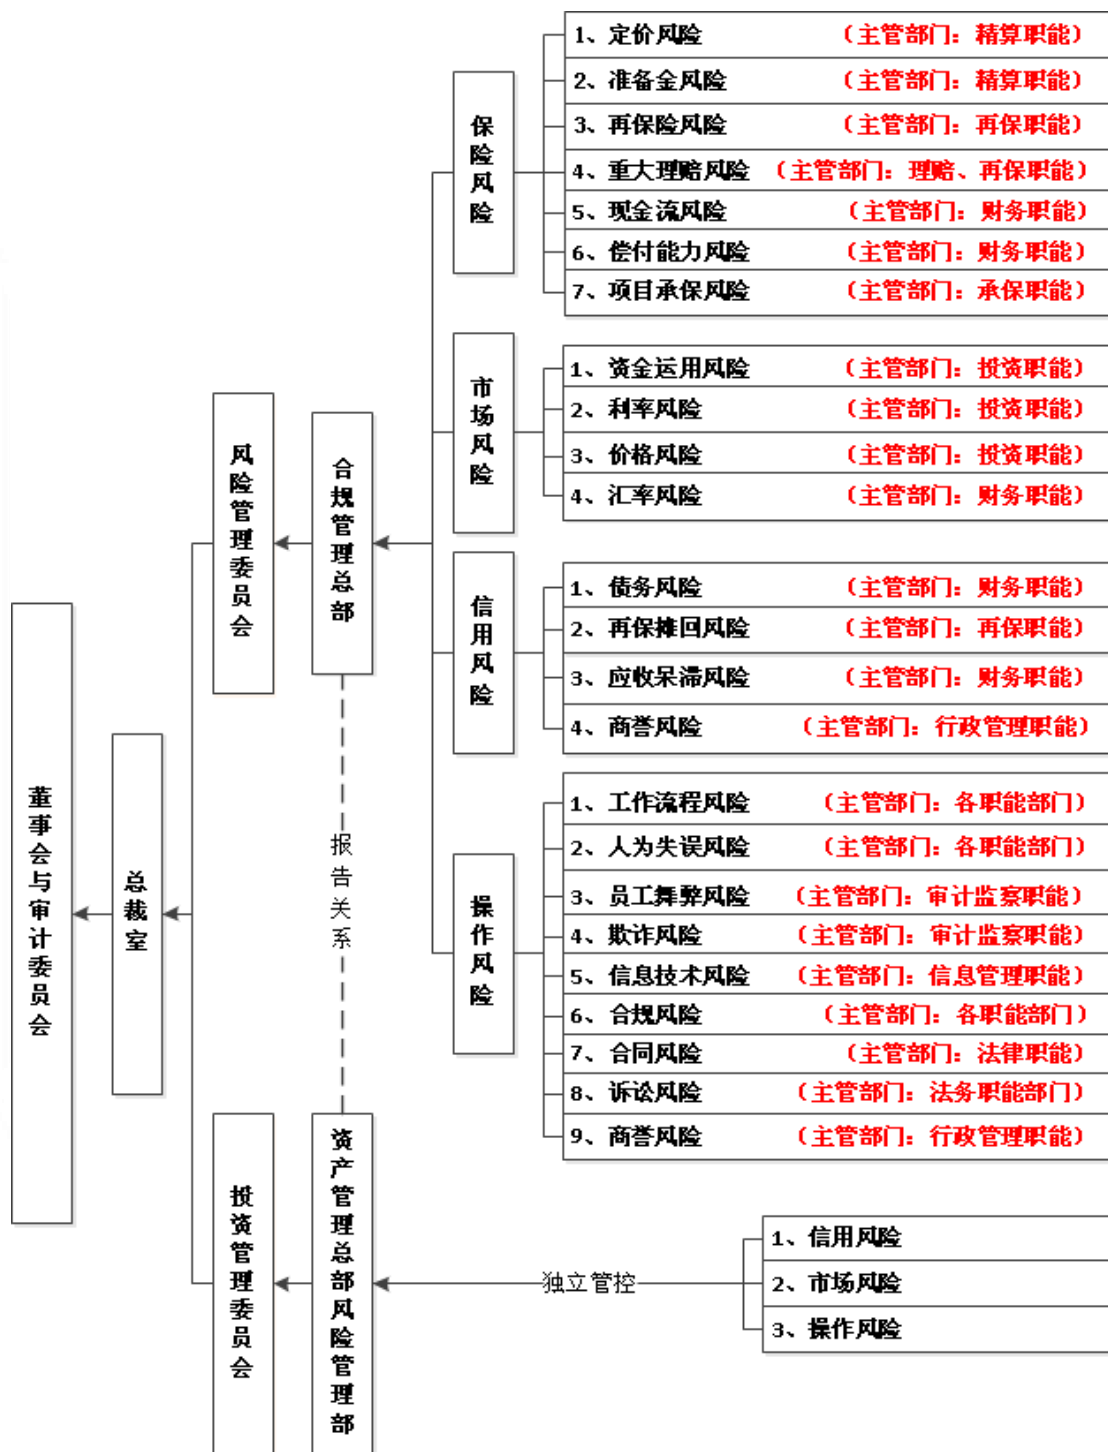 董事会与审计委员会
总裁室
风险管理委员会
合规管理总部
报告关系
投资管理委员会
资产管理总部风险管理部
保险风险
1、定价风险 （主管部门：精算职能）
2、准备金风险 （主管部门：精算职能）
3、再保险风险 （主管部门：再保职能）
4、重大理赔风险 （主管部门：理赔、再保职能）
5、现金流风险 （主管部门：财务职能）
6、偿付能力风险 （主管部门：财务职能）
7、项目承保风险 （主管部门：承保职能）
市场风险
1、资金运用风险 （主管部门：投资职能）
2、利率风险 （主管部门：投资职能）
3、价格风险 （主管部门：投资职能）
4、汇率风险 （主管部门：财务职能）
信用风险
1、债务风险 （主管部门：财务职能）
2、再保摊回风险 （主管部门：再保职能）
3、应收呆滞风险 （主管部门：财务职能）
4、商誉风险 （主管部门：行政管理职能）
操作风险
1、工作流程风险 （主管部门：各职能部门）
2、人为失误风险 （主管部门：各职能部门）
3、员工舞弊风险 （主管部门：审计监察职能）
4、欺诈风险 （主管部门：审计监察职能）
5、信息技术风险 （主管部门：信息管理职能）
6、合规风险 （主管部门：各职能部门）
7、合同风险 （主管部门：法律职能）
8、诉讼风险 （主管部门：法务职能部门）
9、商誉风险 （主管部门：行政管理职能）
独立管控
1、信用风险
2、市场风险
3、操作风险